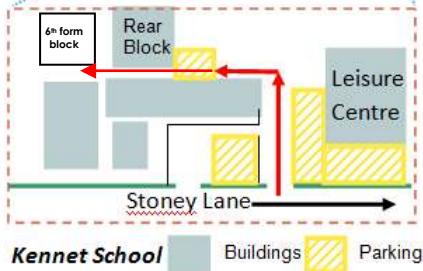 6th form
block
Rear
Block
Leisure
Centre
Stoney Lane
Kennet School Buildings Parking